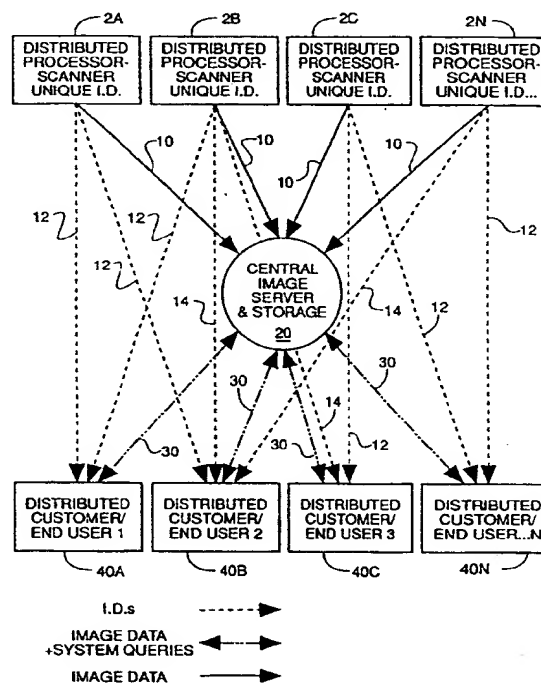 2A
2B
2C
2N
DISTRIBUTED
PROCESSOR-
SCANNER
UNIQUE I.D.
DISTRIBUTED
PROCESSOR-
SCANNER
UNIQUE I.D.
DISTRIBUTED
PROCESSOR-
SCANNER
UNIQUE I.D.
DISTRIBUTED
PROCESSOR-
SCANNER
UNIQUE I.D...
10
10
10
10
12
12
12
12
14
14
12
CENTRAL
IMAGE
SERVER
& STORAGE
20
30
30
30
30
14
12
DISTRIBUTED
CUSTOMER/
END USER 1
DISTRIBUTED
CUSTOMER/
END USER 2
DISTRIBUTED
CUSTOMER/
END USER 3
DISTRIBUTED
CUSTOMER/
END USER...N
40A
40B
40C
40N
I.D.s
IMAGE DATA
+SYSTEM QUERIES
IMAGE DATA